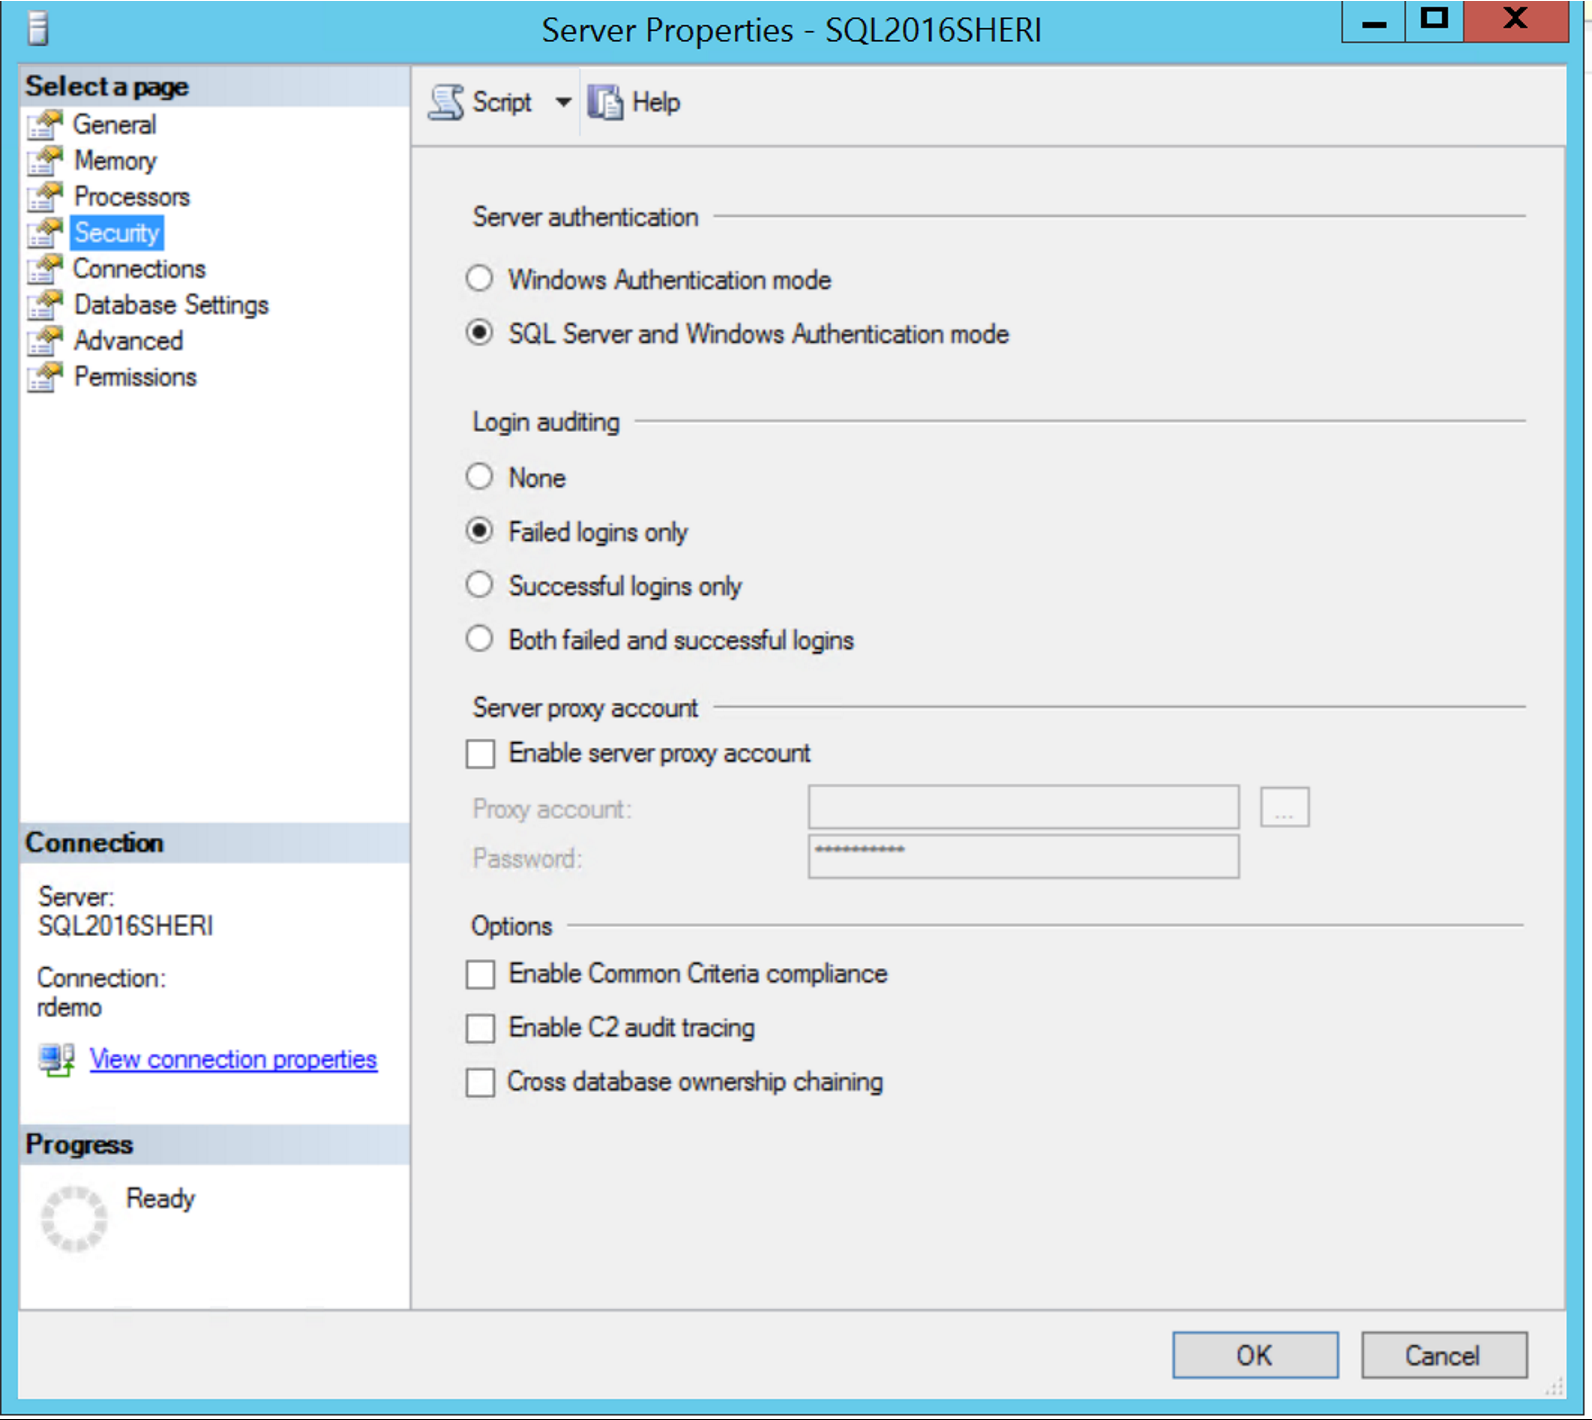 Server Properties - SQL2016SHERI
Select a page
General
Memory
Processors
Security
Connections
Database Settings
Advanced
Permissions
Script
Help
Server authentication
Windows Authentication mode
SQL Server and Windows Authentication mode
Login auditing
None
Failed logins only
Successful logins only
Both failed and successful logins
Server proxy account
Enable server proxy account
Proxy account:
...
Password:
**********
Options
Enable Common Criteria compliance
Enable C2 audit tracing
Cross database ownership chaining
Connection
Server:
SQL2016SHERI
Connection:
rdemo
View connection properties
Progress
Ready
OK
Cancel